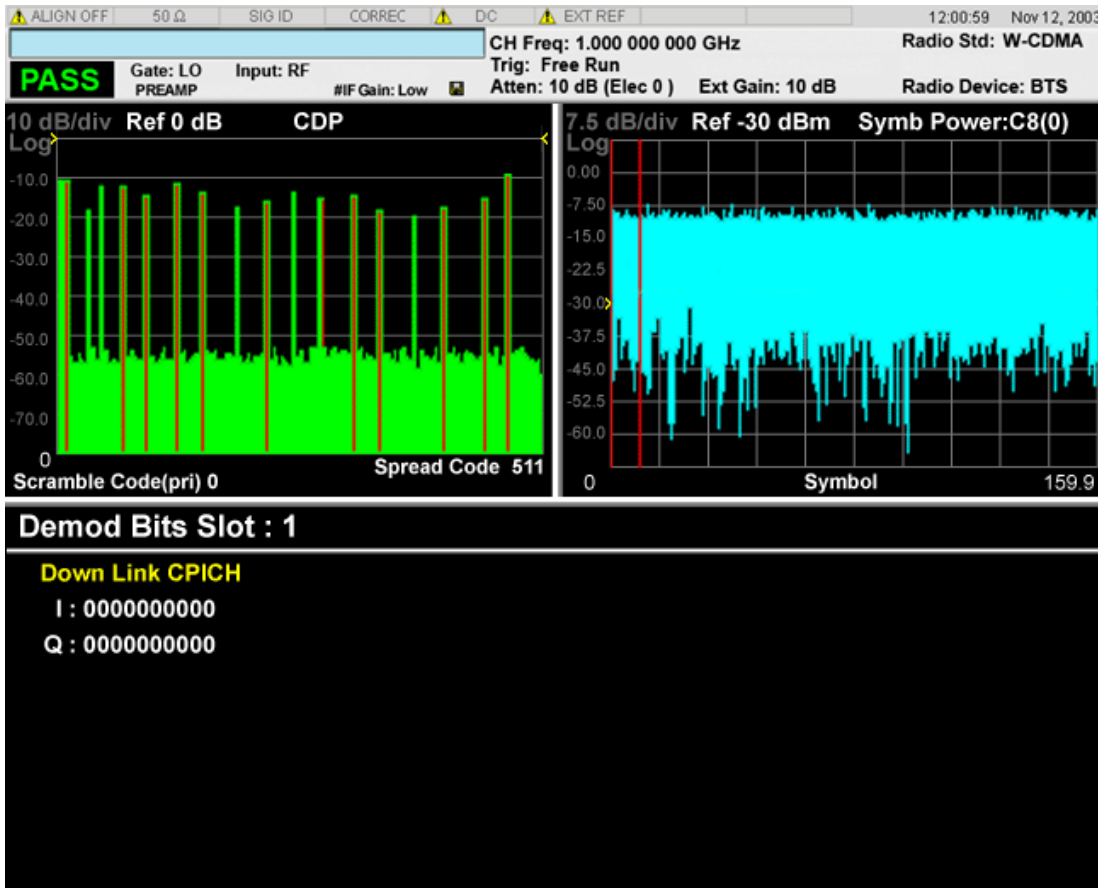 ALIGN OFF 50 Ω SIG ID CORREC DC EXT REF 12:00:59 Nov 12, 2003
CH Freq: 1.000 000 000 GHz Radio Std: W-CDMA
PASS Gate: LO Input: RF Trig: Free Run
PREAMP #IF Gain: Low Atten: 10 dB (Elec 0 ) Ext Gain: 10 dB Radio Device: BTS
10 dB/div Ref 0 dB CDP
Log
-10.0
-20.0
-30.0
-40.0
-50.0
-60.0
-70.0
0 Spread Code 511
Scramble Code(pri) 0
7.5 dB/div Ref -30 dBm Symb Power:C8(0)
Log
0.00
-7.50
-15.0
-22.5
-30.0
-37.5
-45.0
-52.5
-60.0
0 Symbol 159.9
Demod Bits Slot : 1
Down Link CPICH
I : 0000000000
Q : 0000000000